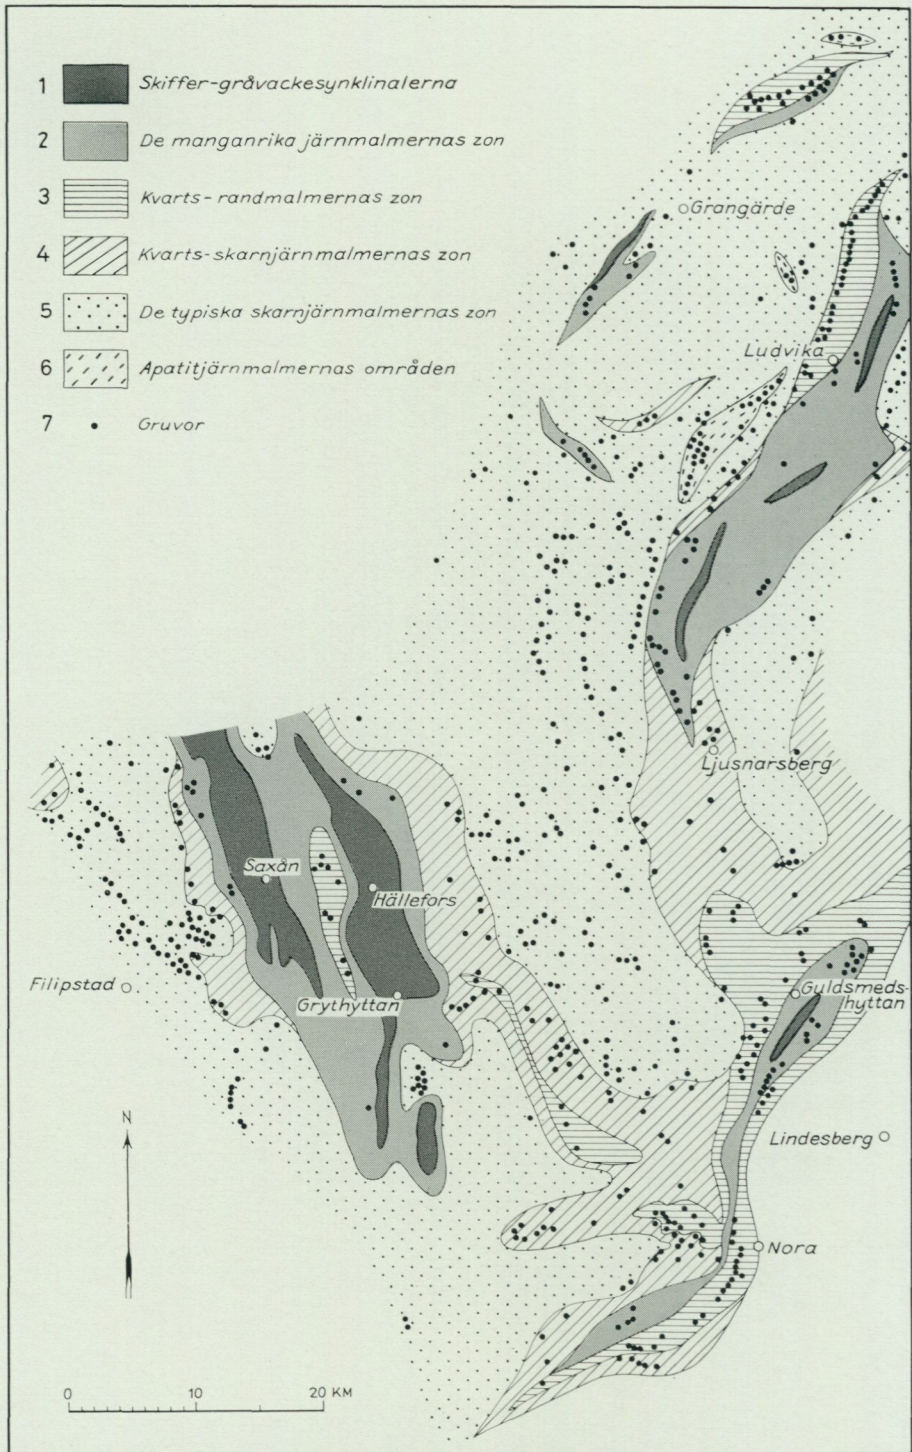 1 Skiffer-gråvackesynklinalerna
2 De manganrika järnmalmernas zon
3 Kvarts-randmalmernas zon
4 Kvarts-skarnjärnmalmernas zon
5 De typiska skarnjärnmalmernas zon
6 Apatitjärnmalmernas områden
7 Gruvor
Grangärde
Ludvika
Ljusnarsberg
Saxån
Hällefors
Filipstad
Grythyttan
Guldsmeds-
hyttan
N
Lindesberg
Nora
0 10 20 KM